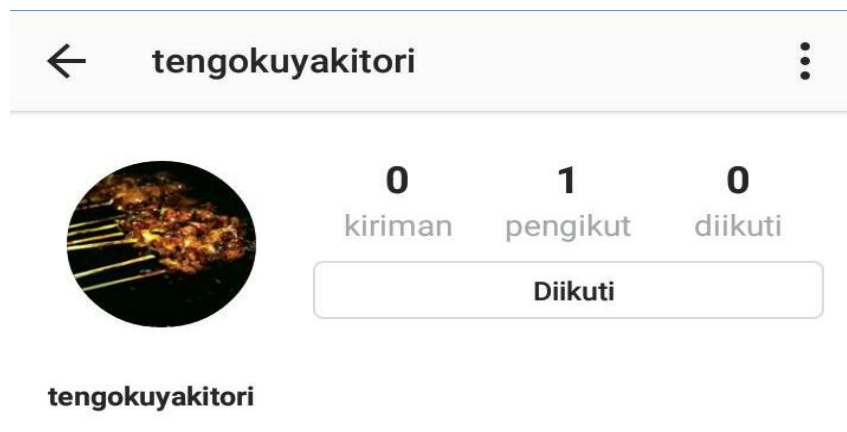 tengokuyakitori
0 1 0
kiriman pengikut diikuti
Diikuti
tengokuyakitori